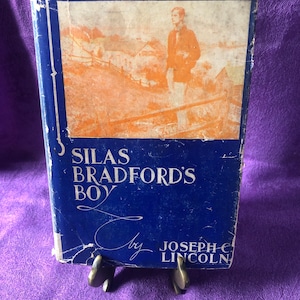 SILAS
BRADFORD'S
BOY
by JOSEPH C
LINCOLN